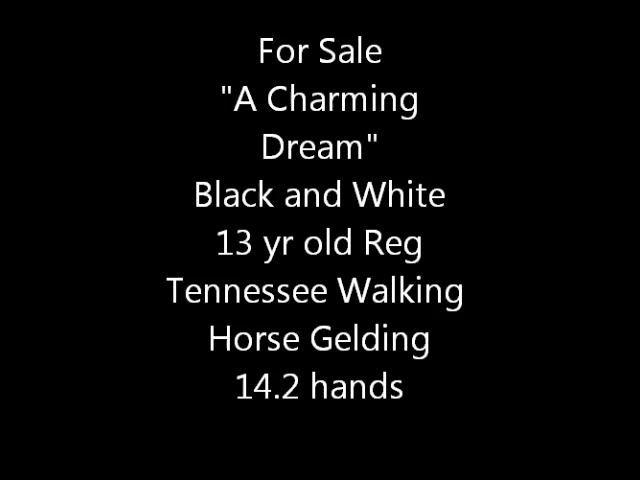 For Sale
"A Charming
Dream"
Black and White
13 yr old Reg
Tennessee Walking
Horse Gelding
14.2 hands